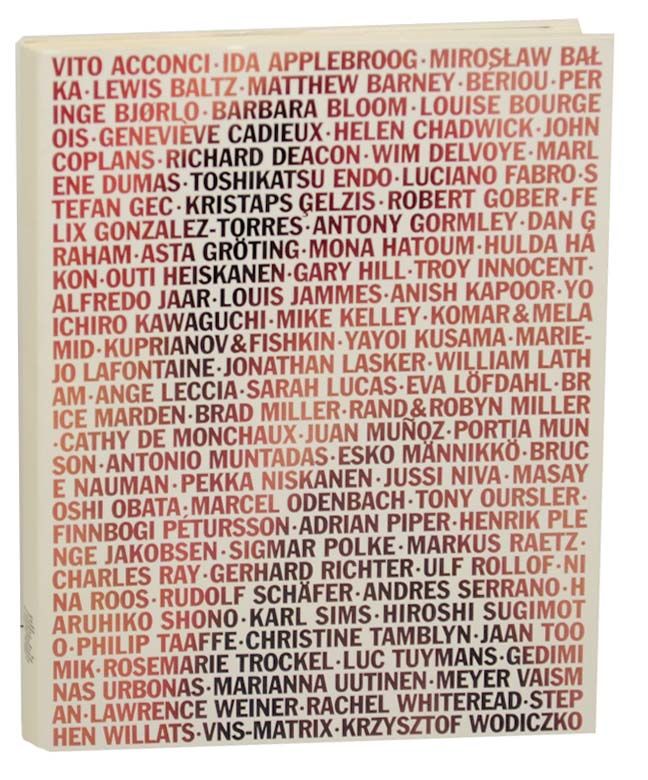 VITO ACCONCI·IDA APPLEBROOG·MIROSŁAW BAŁ
KA·LEWIS BALTZ·MATTHEW BARNEY·BÉRIOU·PER
INGE BJØRLO·BARBARA BLOOM·LOUISE BOURGE
OIS·GENEVIÈVE CADIEUX·HELEN CHADWICK·JOHN
COPLANS·RICHARD DEACON·WIM DELVOYE·MARL
ENE DUMAS·TOSHIKATSU ENDO·LUCIANO FABRO·S
TEFAN GEC·KRISTAPS ĢELZIS·ROBERT GOBER·FE
LIX GONZALEZ-TORRES·ANTONY GORMLEY·DAN G
RAHAM·ASTA GRÖTING·MONA HATOUM·HULDA HÁ
KON·OUTI HEISKANEN·GARY HILL·TROY INNOCENT·
ALFREDO JAAR·LOUIS JAMMES·ANISH KAPOOR·YO
ICHIRO KAWAGUCHI·MIKE KELLEY·KOMAR&MELA
MID·KUPRIANOV&FISHKIN·YAYOI KUSAMA·MARIE-
JO LAFONTAINE·JONATHAN LASKER·WILLIAM LATH
AM·ANGE LECCIA·SARAH LUCAS·EVA LÖFDAHL·BR
ICE MARDEN·BRAD MILLER·RAND&ROBYN MILLER
·CATHY DE MONCHAUX·JUAN MUÑOZ·PORTIA MUN
SON·ANTONIO MUNTADAS·ESKO MÄNNIKKÖ·BRUC
E NAUMAN·PEKKA NISKANEN·JUSSI NIVA·MASAY
OSHI OBATA·MARCEL ODENBACH·TONY OURSLER·
FINNBOGI PÉTURSSON·ADRIAN PIPER·HENRIK PLE
NGE JAKOBSEN·SIGMAR POLKE·MARKUS RAETZ·
CHARLES RAY·GERHARD RICHTER·ULF ROLLOF·NI
NA ROOS·RUDOLF SCHÄFER·ANDRES SERRANO·H
ARUHIKO SHONO·KARL SIMS·HIROSHI SUGIMOT
O·PHILIP TAAFFE·CHRISTINE TAMBLYN·JAAN TOO
MIK·ROSEMARIE TROCKEL·LUC TUYMANS·GEDIMI
NAS URBONAS·MARIANNA UUTINEN·MEYER VAISM
AN·LAWRENCE WEINER·RACHEL WHITEREAD·STEP
HEN WILLATS·VNS-MATRIX·KRZYSZTOF WODICZKO